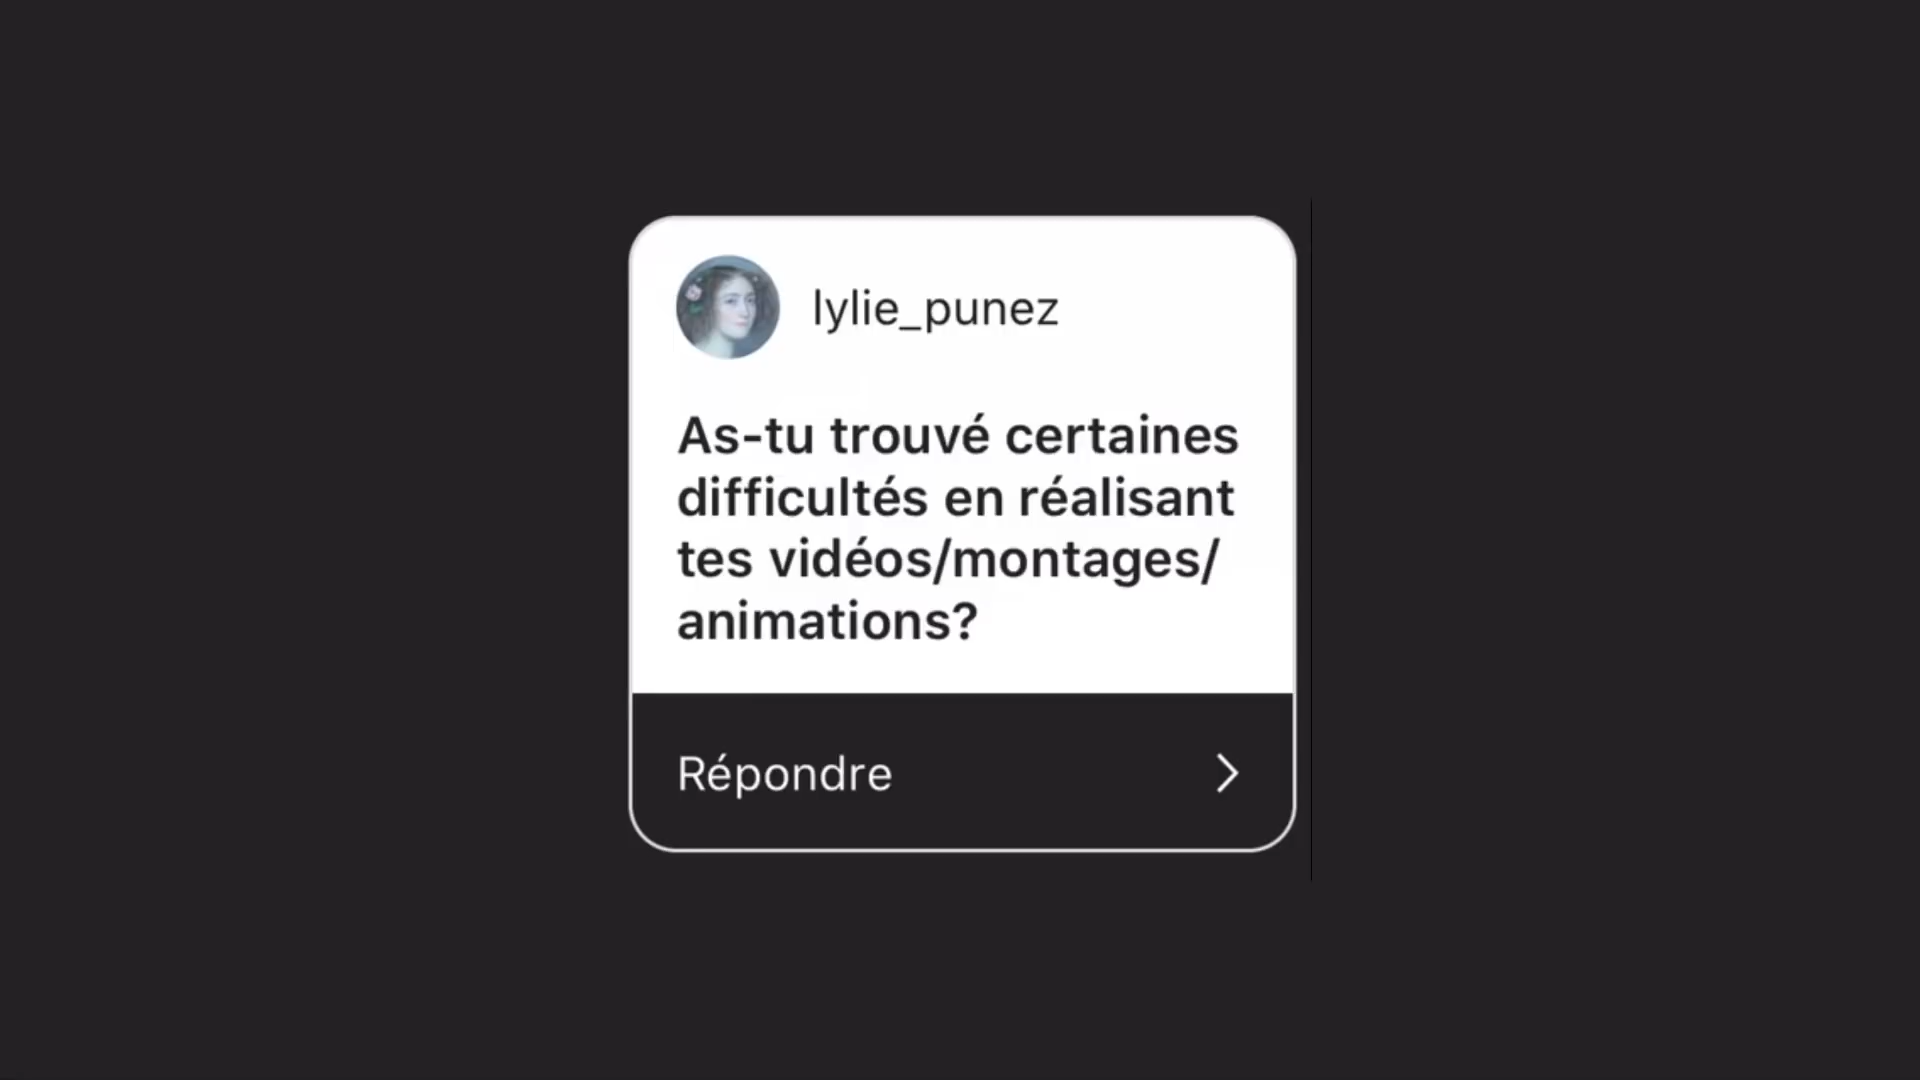 lylie_punez
As-tu trouvé certaines
difficultés en réalisant
tes vidéos/montages/
animations?
Répondre